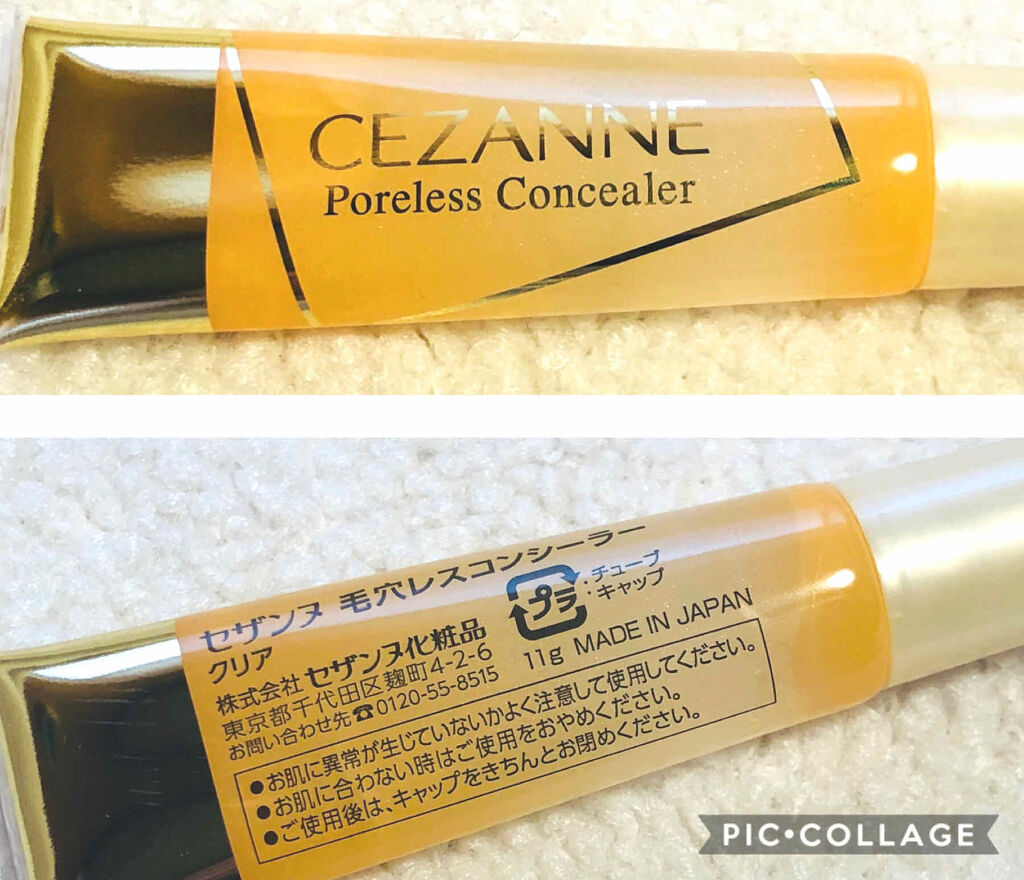 CEZANNE
Poreless Concealer
セザンヌ 毛穴レスコンシーラー
クリア
株式会社 セザンヌ化粧品
東京都千代田区麹町4-2-6
お問い合わせ先☎0120-55-8515
プラ
:チューブ
:キャップ
11g MADE IN JAPAN
●お肌に異常が生じていないかよく注意して使用してください。
●お肌に合わない時はご使用をおやめください。
●ご使用後は、キャップをきちんとお閉めください。
PIC•COLLAGE